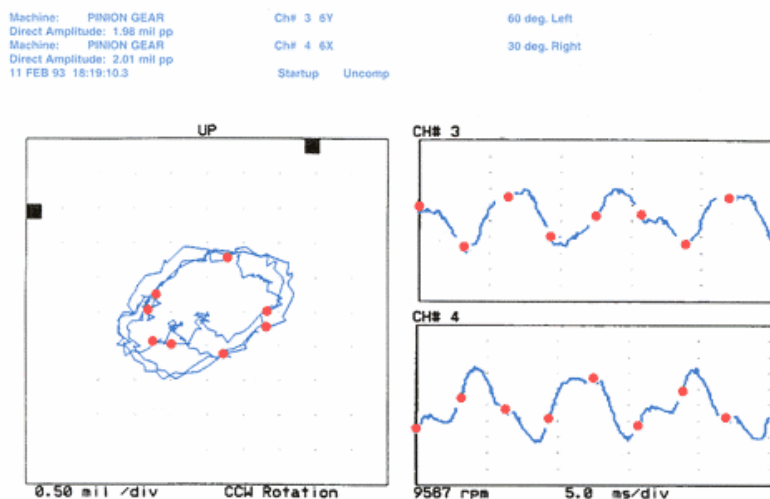 Machine: PINION GEAR Ch# 3 6Y 60 deg. Left
Direct Amplitude: 1.98 mil pp
Machine: PINION GEAR Ch# 4 6X 30 deg. Right
Direct Amplitude: 2.01 mil pp
11 FEB 93 18:19:10.3 Startup Uncomp
UP
CH# 3
CH# 4
0.50 mil /div CCW Rotation
9587 rpm 5.0 ms/div